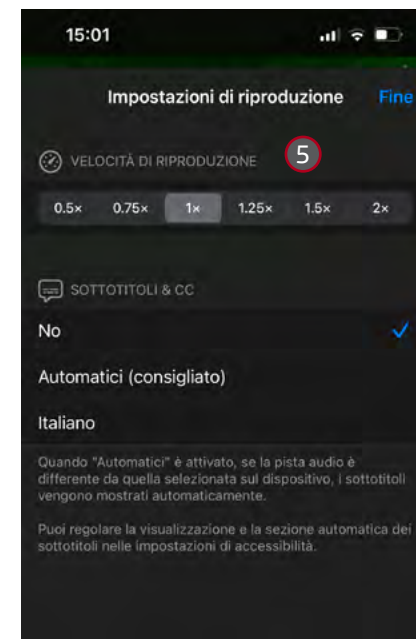 15:01
Impostazioni di riproduzione Fine
VELOCITÀ DI RIPRODUZIONE 5
0.5× 0.75× 1× 1.25× 1.5× 2×
SOTTOTITOLI & CC
No
Automatici (consigliato)
Italiano
Quando "Automatici" è attivato, se la pista audio è
differente da quella selezionata sul dispositivo, i sottotitoli
vengono mostrati automaticamente.
Puoi regolare la visualizzazione e la sezione automatica dei
sottotitoli nelle impostazioni di accessibilità.